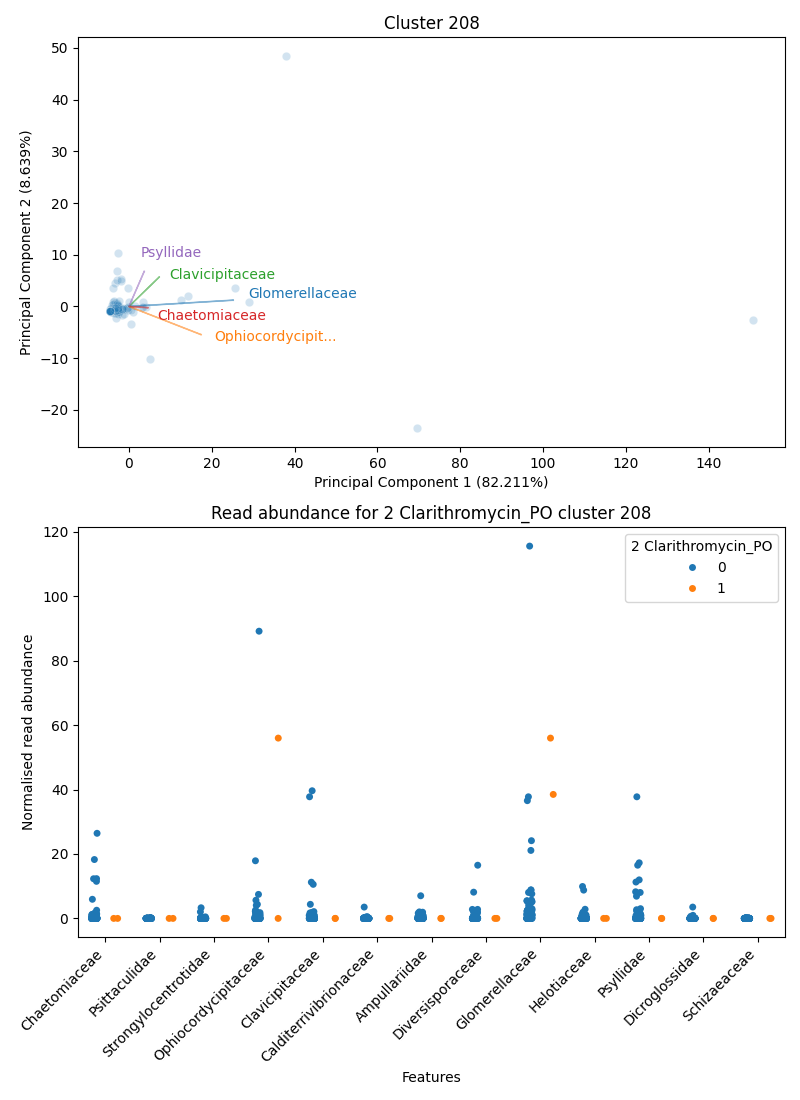 Cluster 208
Principal Component 2 (8.639%)
50
40
30
20
10
0
−10
−20
Psyllidae
Clavicipitaceae
Glomerellaceae
Chaetomiaceae
Ophiocordycipit...
0 20 40 60 80 100 120 140
Principal Component 1 (82.211%)
Read abundance for 2 Clarithromycin_PO cluster 208
Normalised read abundance
120
100
80
60
40
20
0
2 Clarithromycin_PO
0
1
Chaetomiaceae
Psittaculidae
Strongylocentrotidae
Ophiocordycipitaceae
Clavicipitaceae
Calditerrivibrionaceae
Ampullariidae
Diversisporaceae
Glomerellaceae
Helotiaceae
Psyllidae
Dicroglossidae
Schizaeaceae
Features